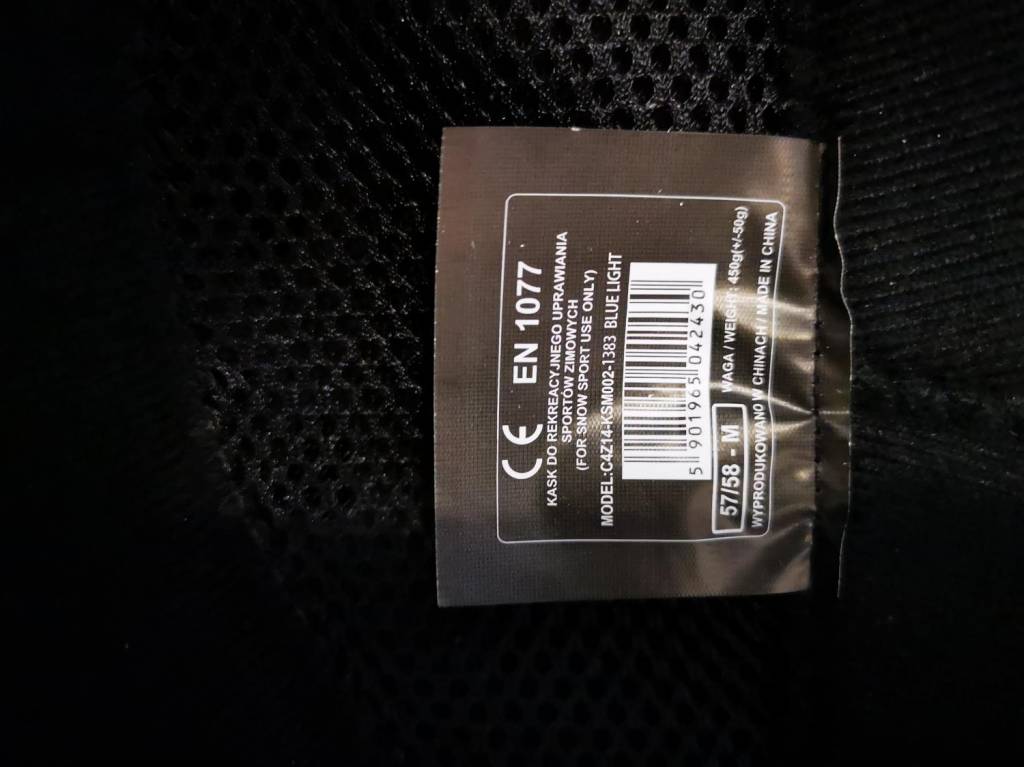 CE EN 1077
KASK DO REKREACYJNEGO UPRAWIANIA
SPORTÓW ZIMOWYCH
(FOR SNOW SPORT USE ONLY)
MODEL:C4Z14-KSM002-1383 BLUE LIGHT
5 901965 042430
57/58 - M WAGA / WEIGHT: 450g(+/-50g)
WYPRODUKOWANO W CHINACH / MADE IN CHINA